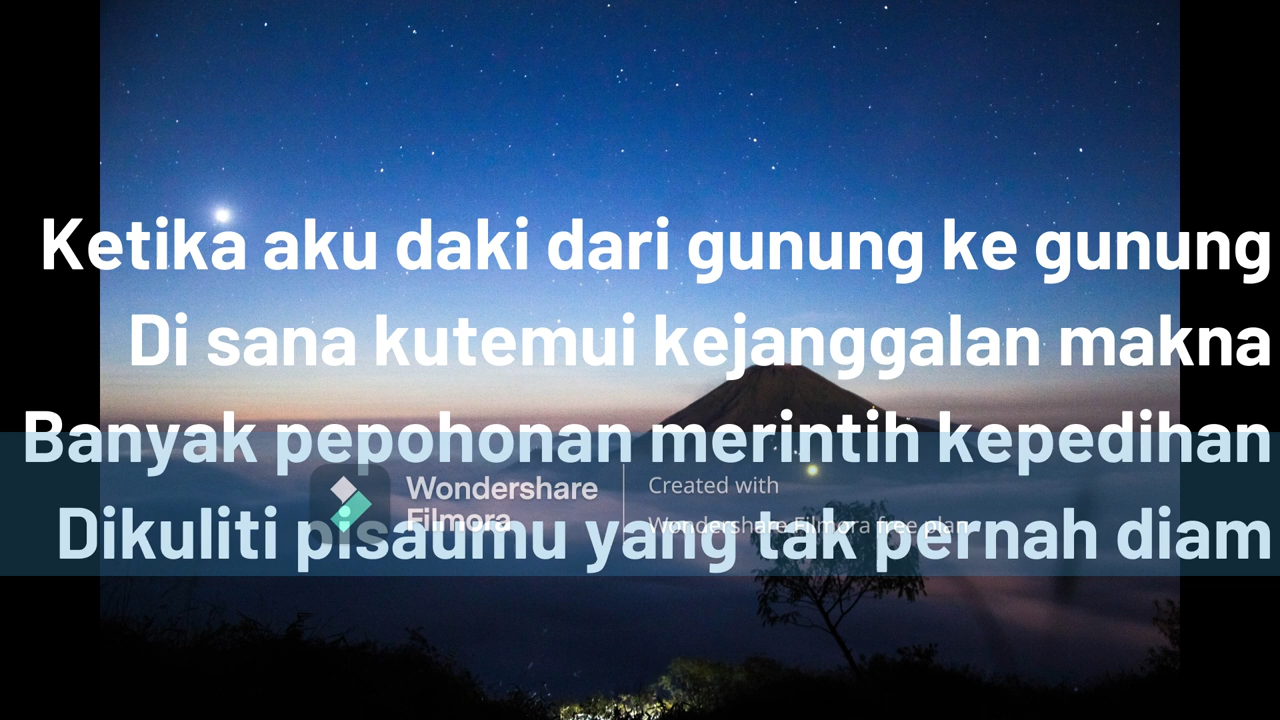 Ketika aku daki dari gunung ke gunung
Di sana kutemui kejanggalan makna
Banyak pepohonan merintih kepedihan
Dikuliti pisaumu yang tak pernah diam
Wondershare
Filmora
Created with
Wondershare Filmora free plan